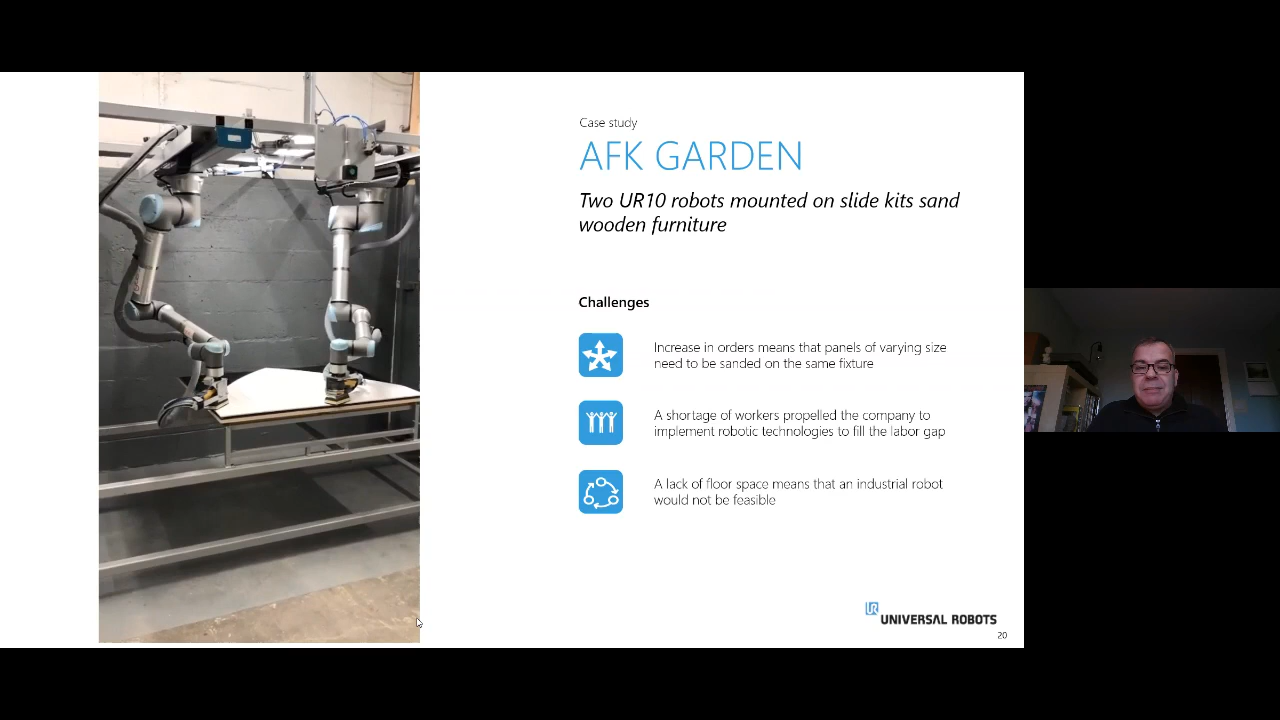 Case study
AFK GARDEN
Two UR10 robots mounted on slide kits sand
wooden furniture
Challenges
Increase in orders means that panels of varying size
need to be sanded on the same fixture
A shortage of workers propelled the company to
implement robotic technologies to fill the labor gap
A lack of floor space means that an industrial robot
would not be feasible
UR
UNIVERSAL ROBOTS
20